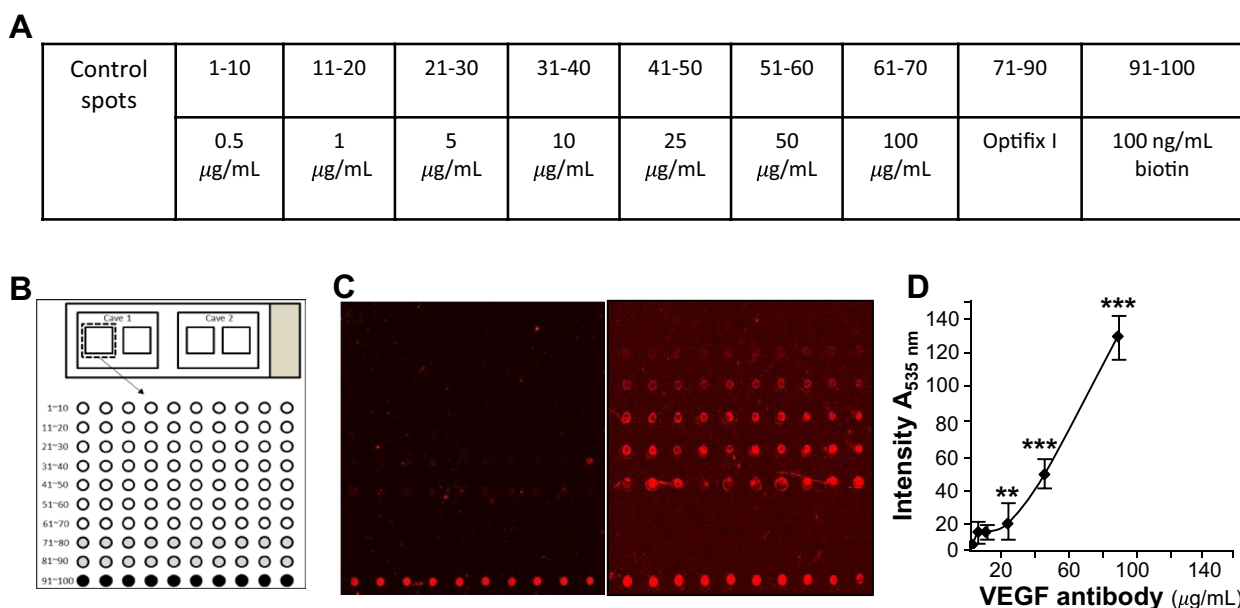 A
Control spots
1-10
11-20
21-30
31-40
41-50
51-60
61-70
71-90
91-100
0.5 μg/mL
1 μg/mL
5 μg/mL
10 μg/mL
25 μg/mL
50 μg/mL
100 μg/mL
Optifix I
100 ng/mL biotin
B
Cave 1
Cave 2
1~10
11~20
21~30
31~40
41~50
51~60
61~70
71~80
81~90
91~100
C
D
Intensity A535 nm
140
120
100
80
60
40
20
0
***
***
**
20
60
100
140
VEGF antibody (μg/mL)